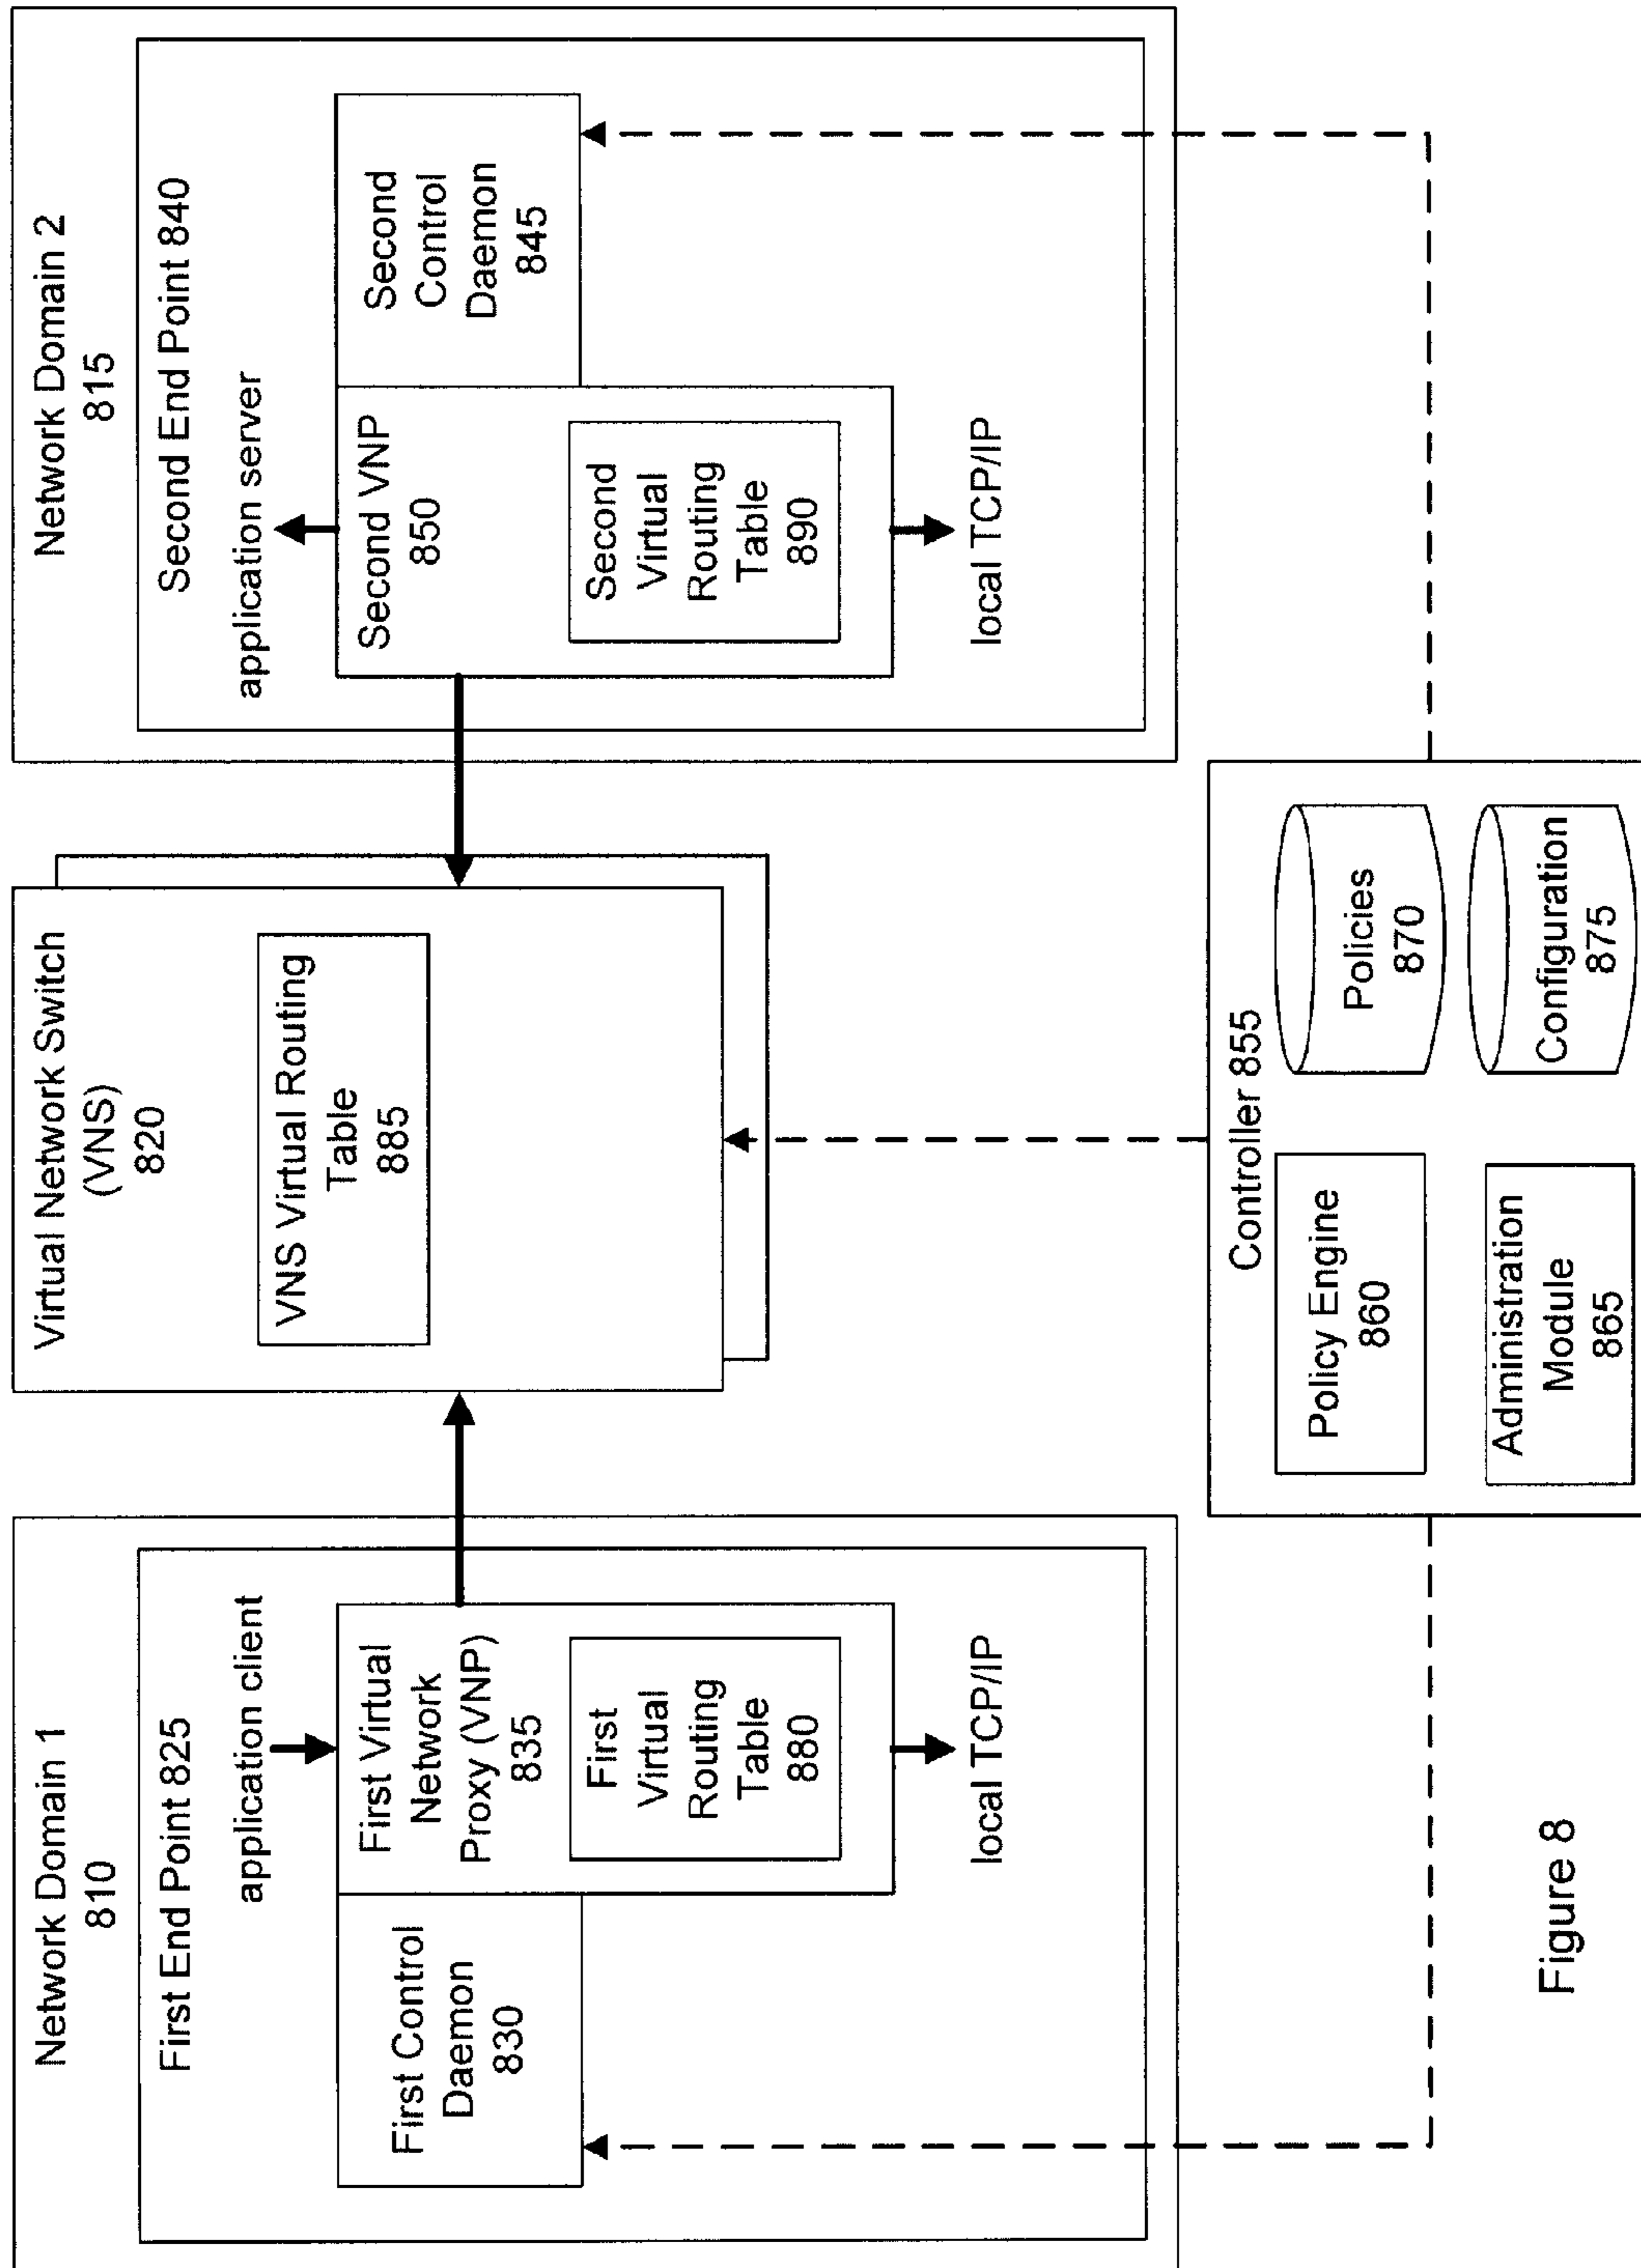 Network Domain 1
810
First End Point 825
application client
First Control
Daemon
830
First Virtual
Network
Proxy (VNP)
835
First
Virtual
Routing
Table
880
local TCP/IP
Virtual Network Switch
(VNS)
820
VNS Virtual Routing
Table
885
Network Domain 2
815
Second End Point 840
application server
Second VNP
850
Second
Virtual
Routing
Table
890
Second
Control
Daemon
845
local TCP/IP
Controller 855
Policy Engine
860
Policies
870
Administration
Module
865
Configuration
875
Figure 8